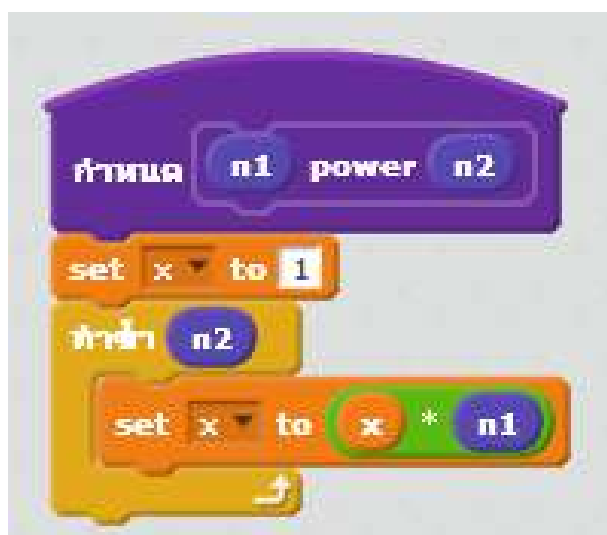 กำหนด n1 power n2
set x to 1
ทำซ้ำ n2
set x to x * n1